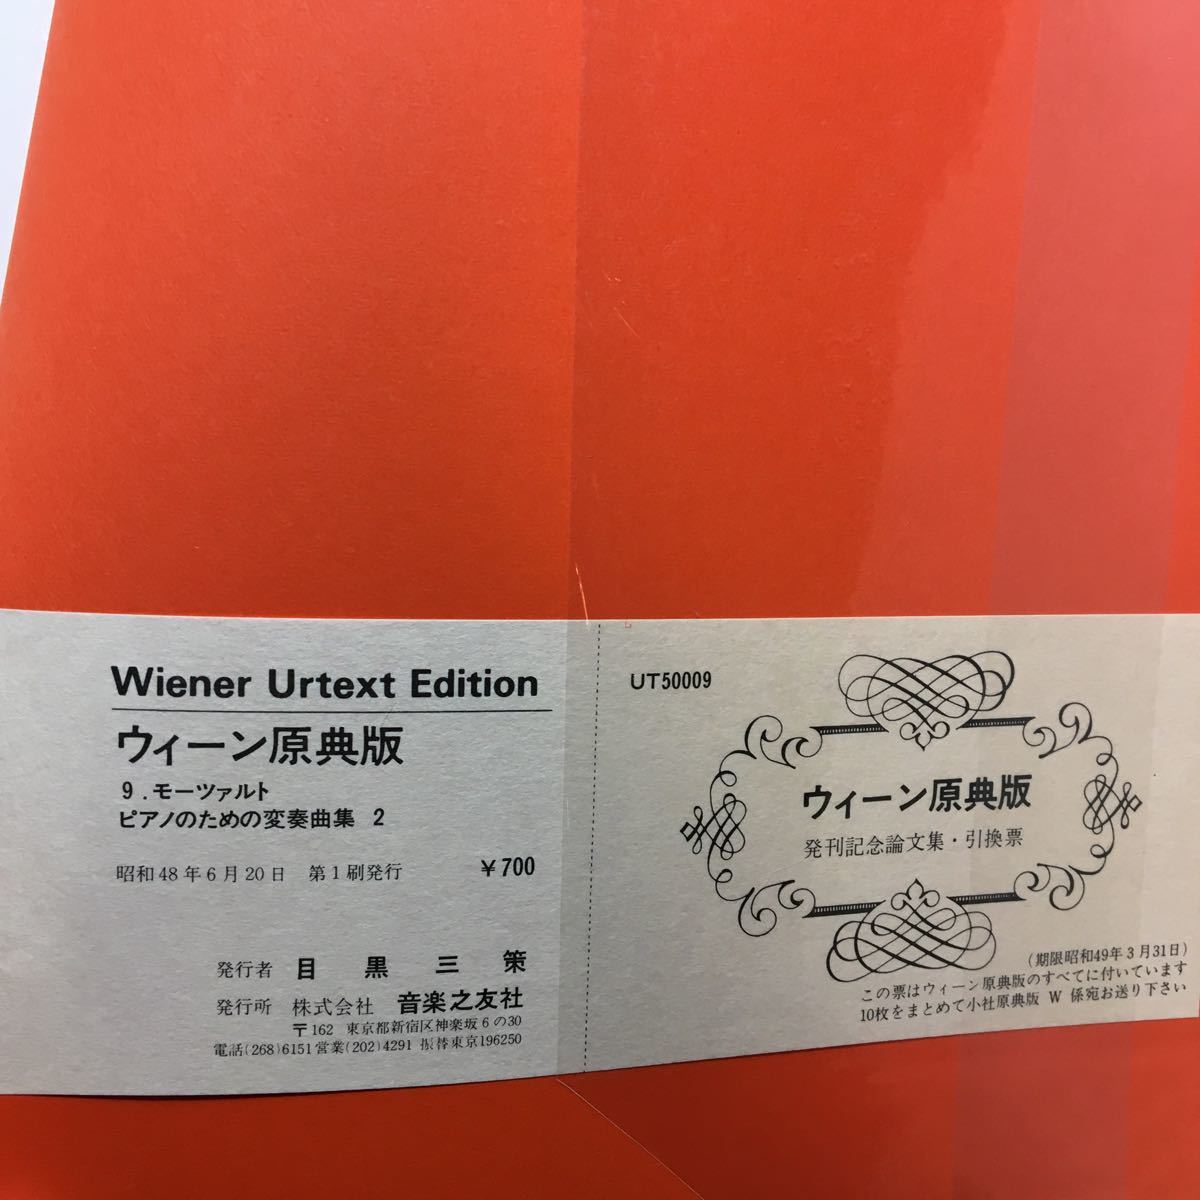 Wiener Urtext Edition
ウィーン原典版
9．モーツァルト
ピアノのための変奏曲集 2
昭和48年6月20日 第1刷発行 ￥700
発行者 目黒三策
発行所 株式会社 音楽之友社
〒162 東京都新宿区神楽坂6の30
電話(268)6151営業(202)4291 振替東京196250
UT50009
ウィーン原典版
発刊記念論文集・引換票
(期限昭和49年3月31日)
この票はウィーン原典版のすべてに付いています
10枚をまとめて小社原典版 W 係宛お送り下さい